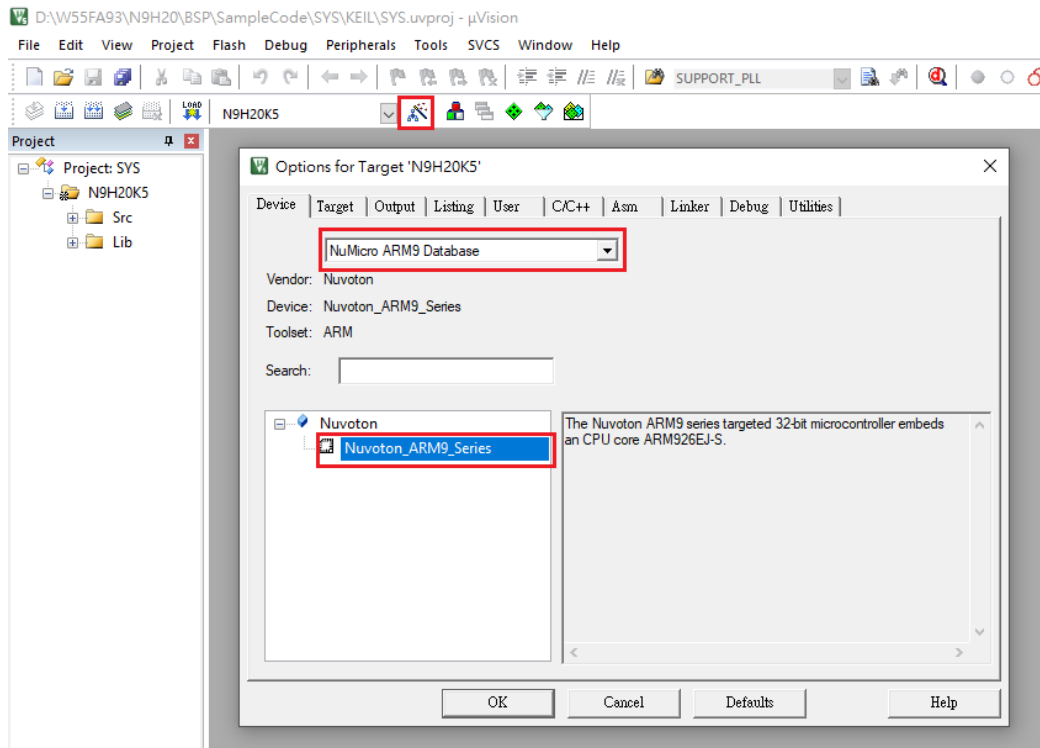 D:\W55FA93\N9H20\BSP\SampleCode\SYS\KEIL\SYS.uvproj - µVision
File Edit View Project Flash Debug Peripherals Tools SVCS Window Help
SUPPORT_PLL
LOAD N9H20K5
Project
Project: SYS
N9H20K5
Src
Lib
Options for Target 'N9H20K5'
Device Target Output Listing User C/C++ Asm Linker Debug Utilities
NuMicro ARM9 Database
Vendor: Nuvoton
Device: Nuvoton_ARM9_Series
Toolset: ARM
Search:
Nuvoton
Nuvoton_ARM9_Series
The Nuvoton ARM9 series targeted 32-bit microcontroller embeds
an CPU core ARM926EJ-S.
OK Cancel Defaults Help